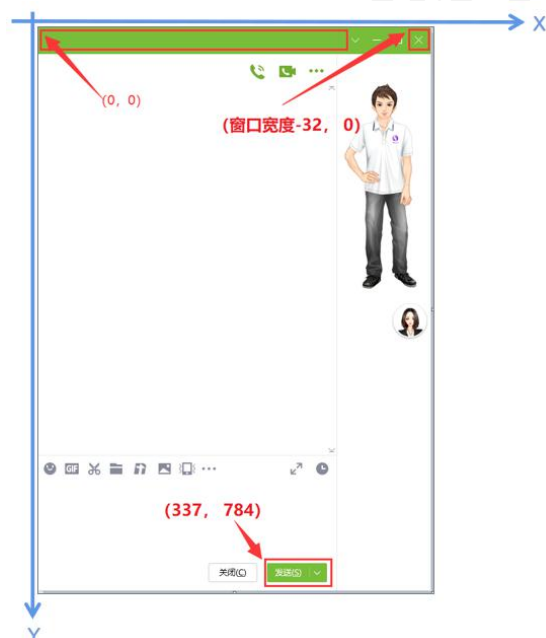 X
(0, 0)
(窗口宽度-32, 0)
GIF
(337, 784)
关闭(C)
发送(S)
Y